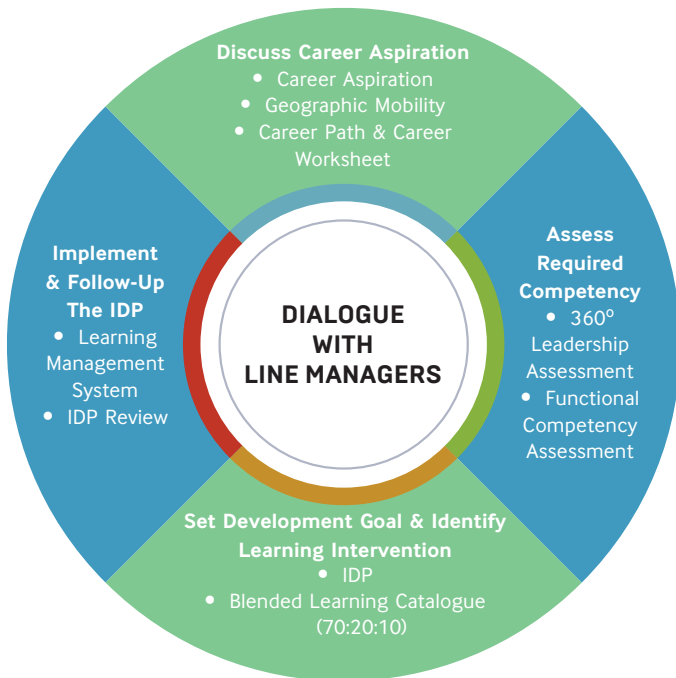 Discuss Career Aspiration
• Career Aspiration
• Geographic Mobility
• Career Path & Career
Worksheet
Assess
Required
Competency
• 360º
Leadership
Assessment
• Functional
Competency
Assessment
Set Development Goal & Identify
Learning Intervention
• IDP
• Blended Learning Catalogue
(70:20:10)
Implement
& Follow-Up
The IDP
• Learning
Management
System
• IDP Review
DIALOGUE
WITH
LINE MANAGERS